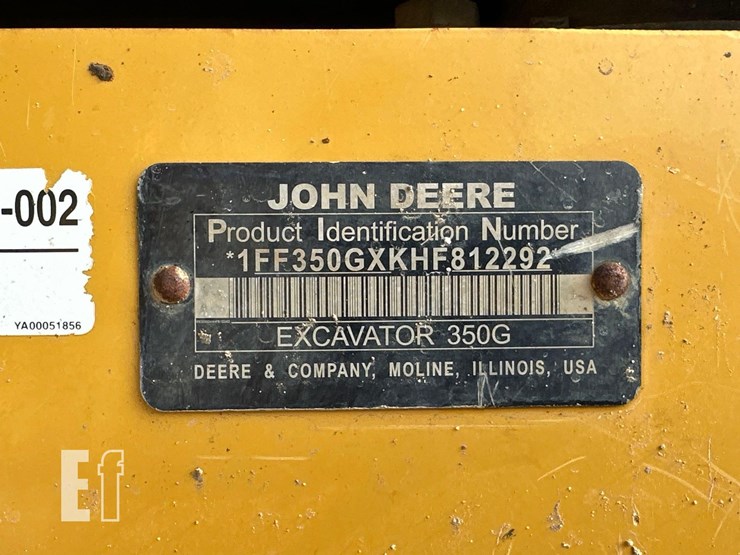 -002
YA00051856
JOHN DEERE
Product Identification Number
*1FF350GXKHF812292*
EXCAVATOR 350G
DEERE & COMPANY, MOLINE, ILLINOIS, USA
Ef